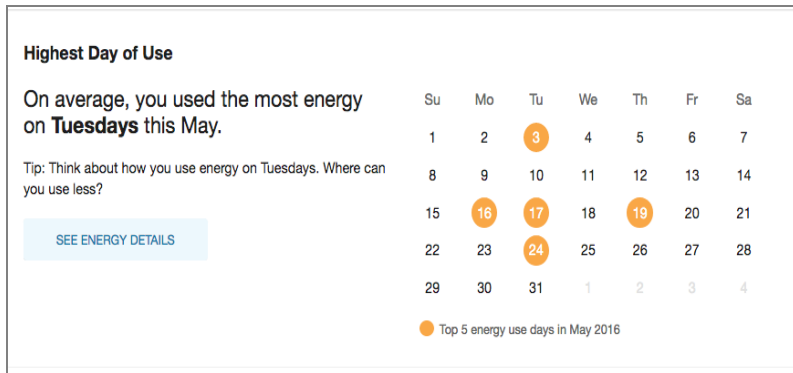 Highest Day of Use
On average, you used the most energy
on Tuesdays this May.
Tip: Think about how you use energy on Tuesdays. Where can
you use less?
SEE ENERGY DETAILS
Su Mo Tu We Th Fr Sa
1 2 3 4 5 6 7
8 9 10 11 12 13 14
15 16 17 18 19 20 21
22 23 24 25 26 27 28
29 30 31 1 2 3 4
Top 5 energy use days in May 2016